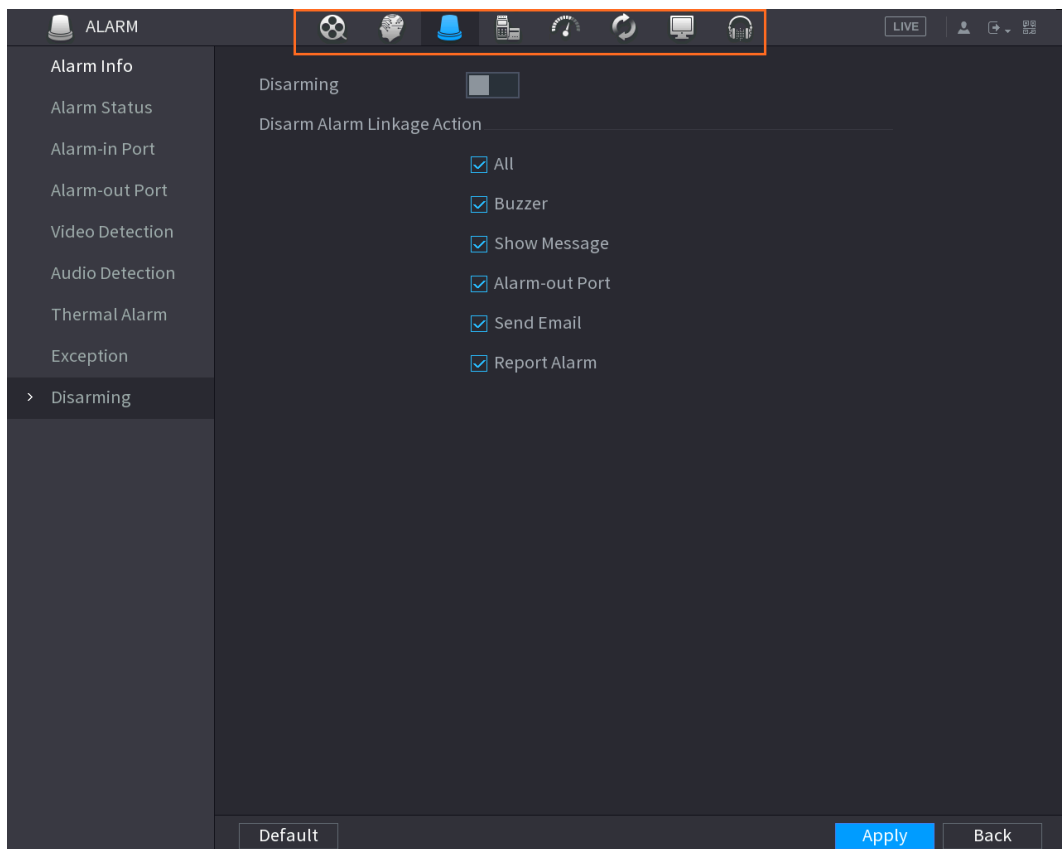 ALARM
LIVE
Alarm Info
Alarm Status
Alarm-in Port
Alarm-out Port
Video Detection
Audio Detection
Thermal Alarm
Exception
Disarming
Disarming
Disarm Alarm Linkage Action
All
Buzzer
Show Message
Alarm-out Port
Send Email
Report Alarm
Default
Apply
Back